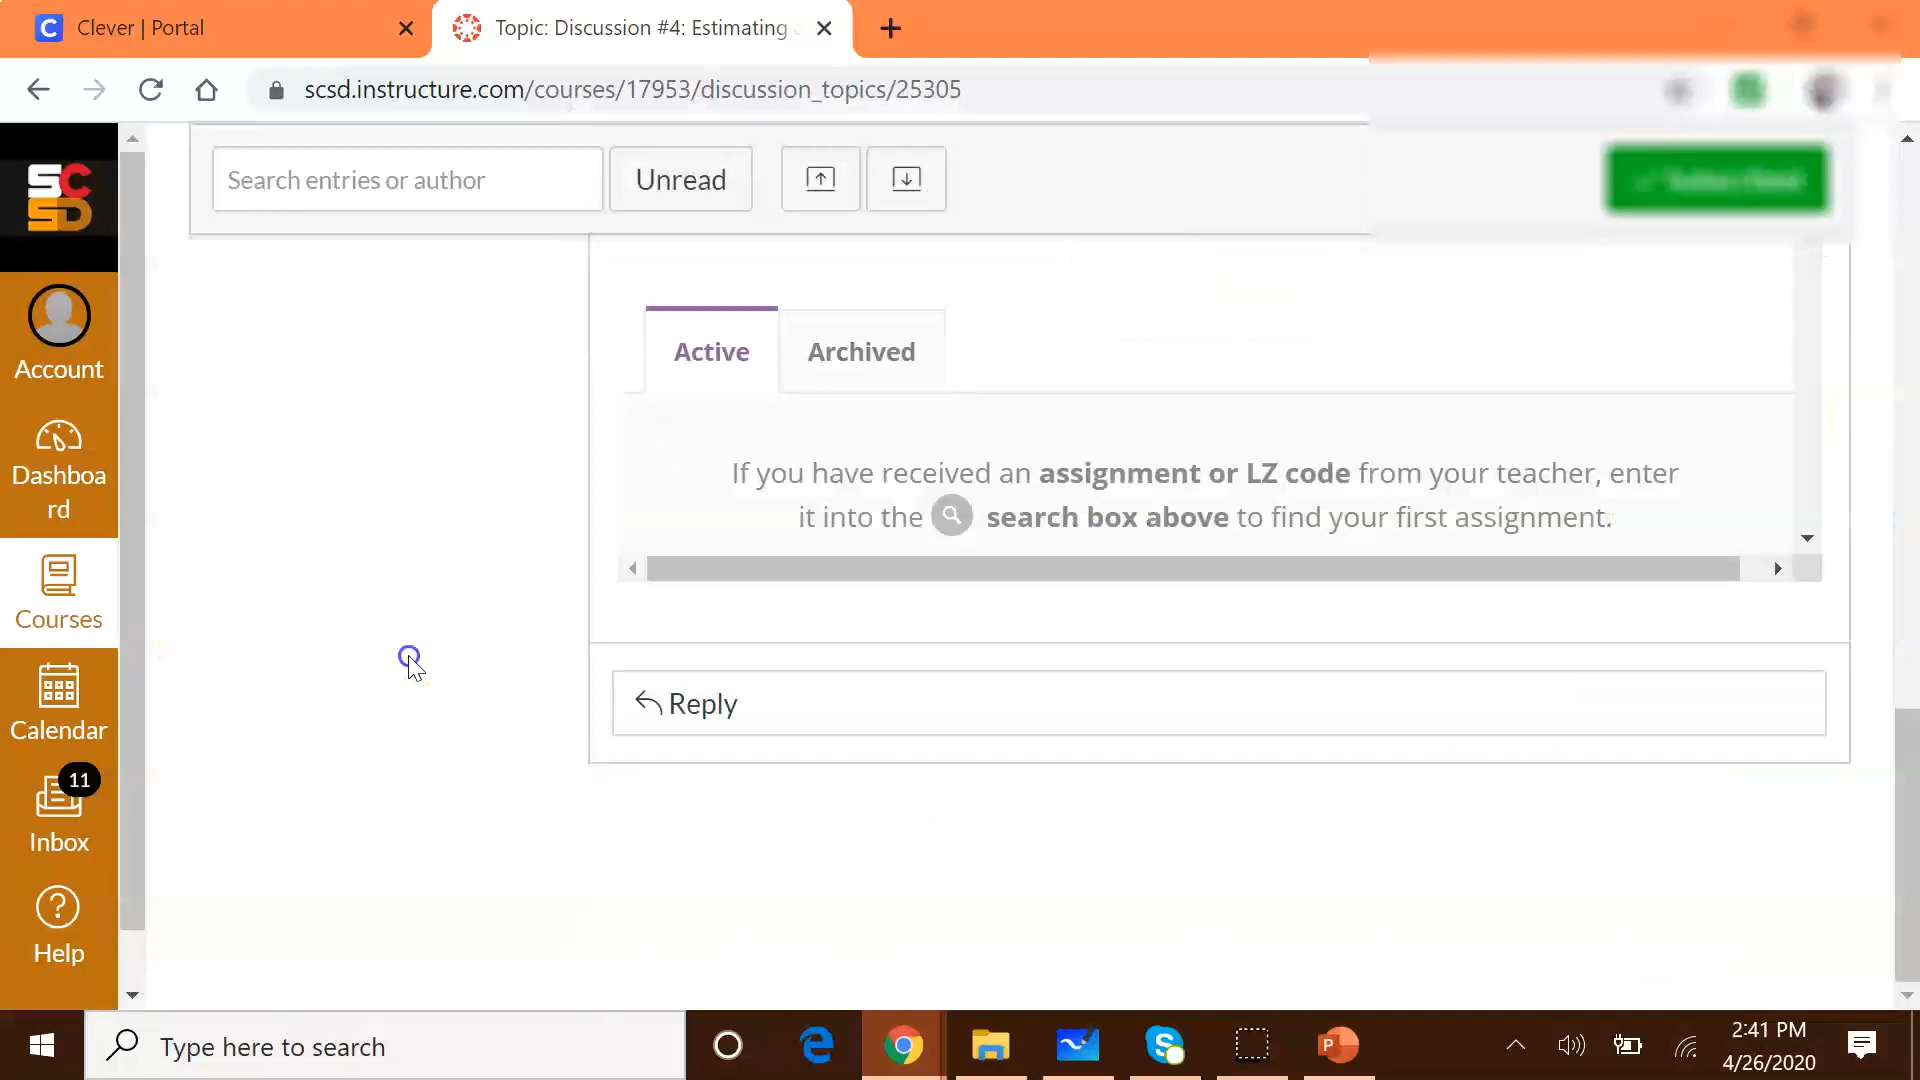 Clever | Portal
Topic: Discussion #4: Estimating
scsd.instructure.com/courses/17953/discussion_topics/25305
Search entries or author
Unread
SC
SD
Account
Dashboa
rd
Courses
Calendar
11
Inbox
Help
Active
Archived
If you have received an assignment or LZ code from your teacher, enter
it into the search box above to find your first assignment.
Reply
Type here to search
2:41 PM
4/26/2020